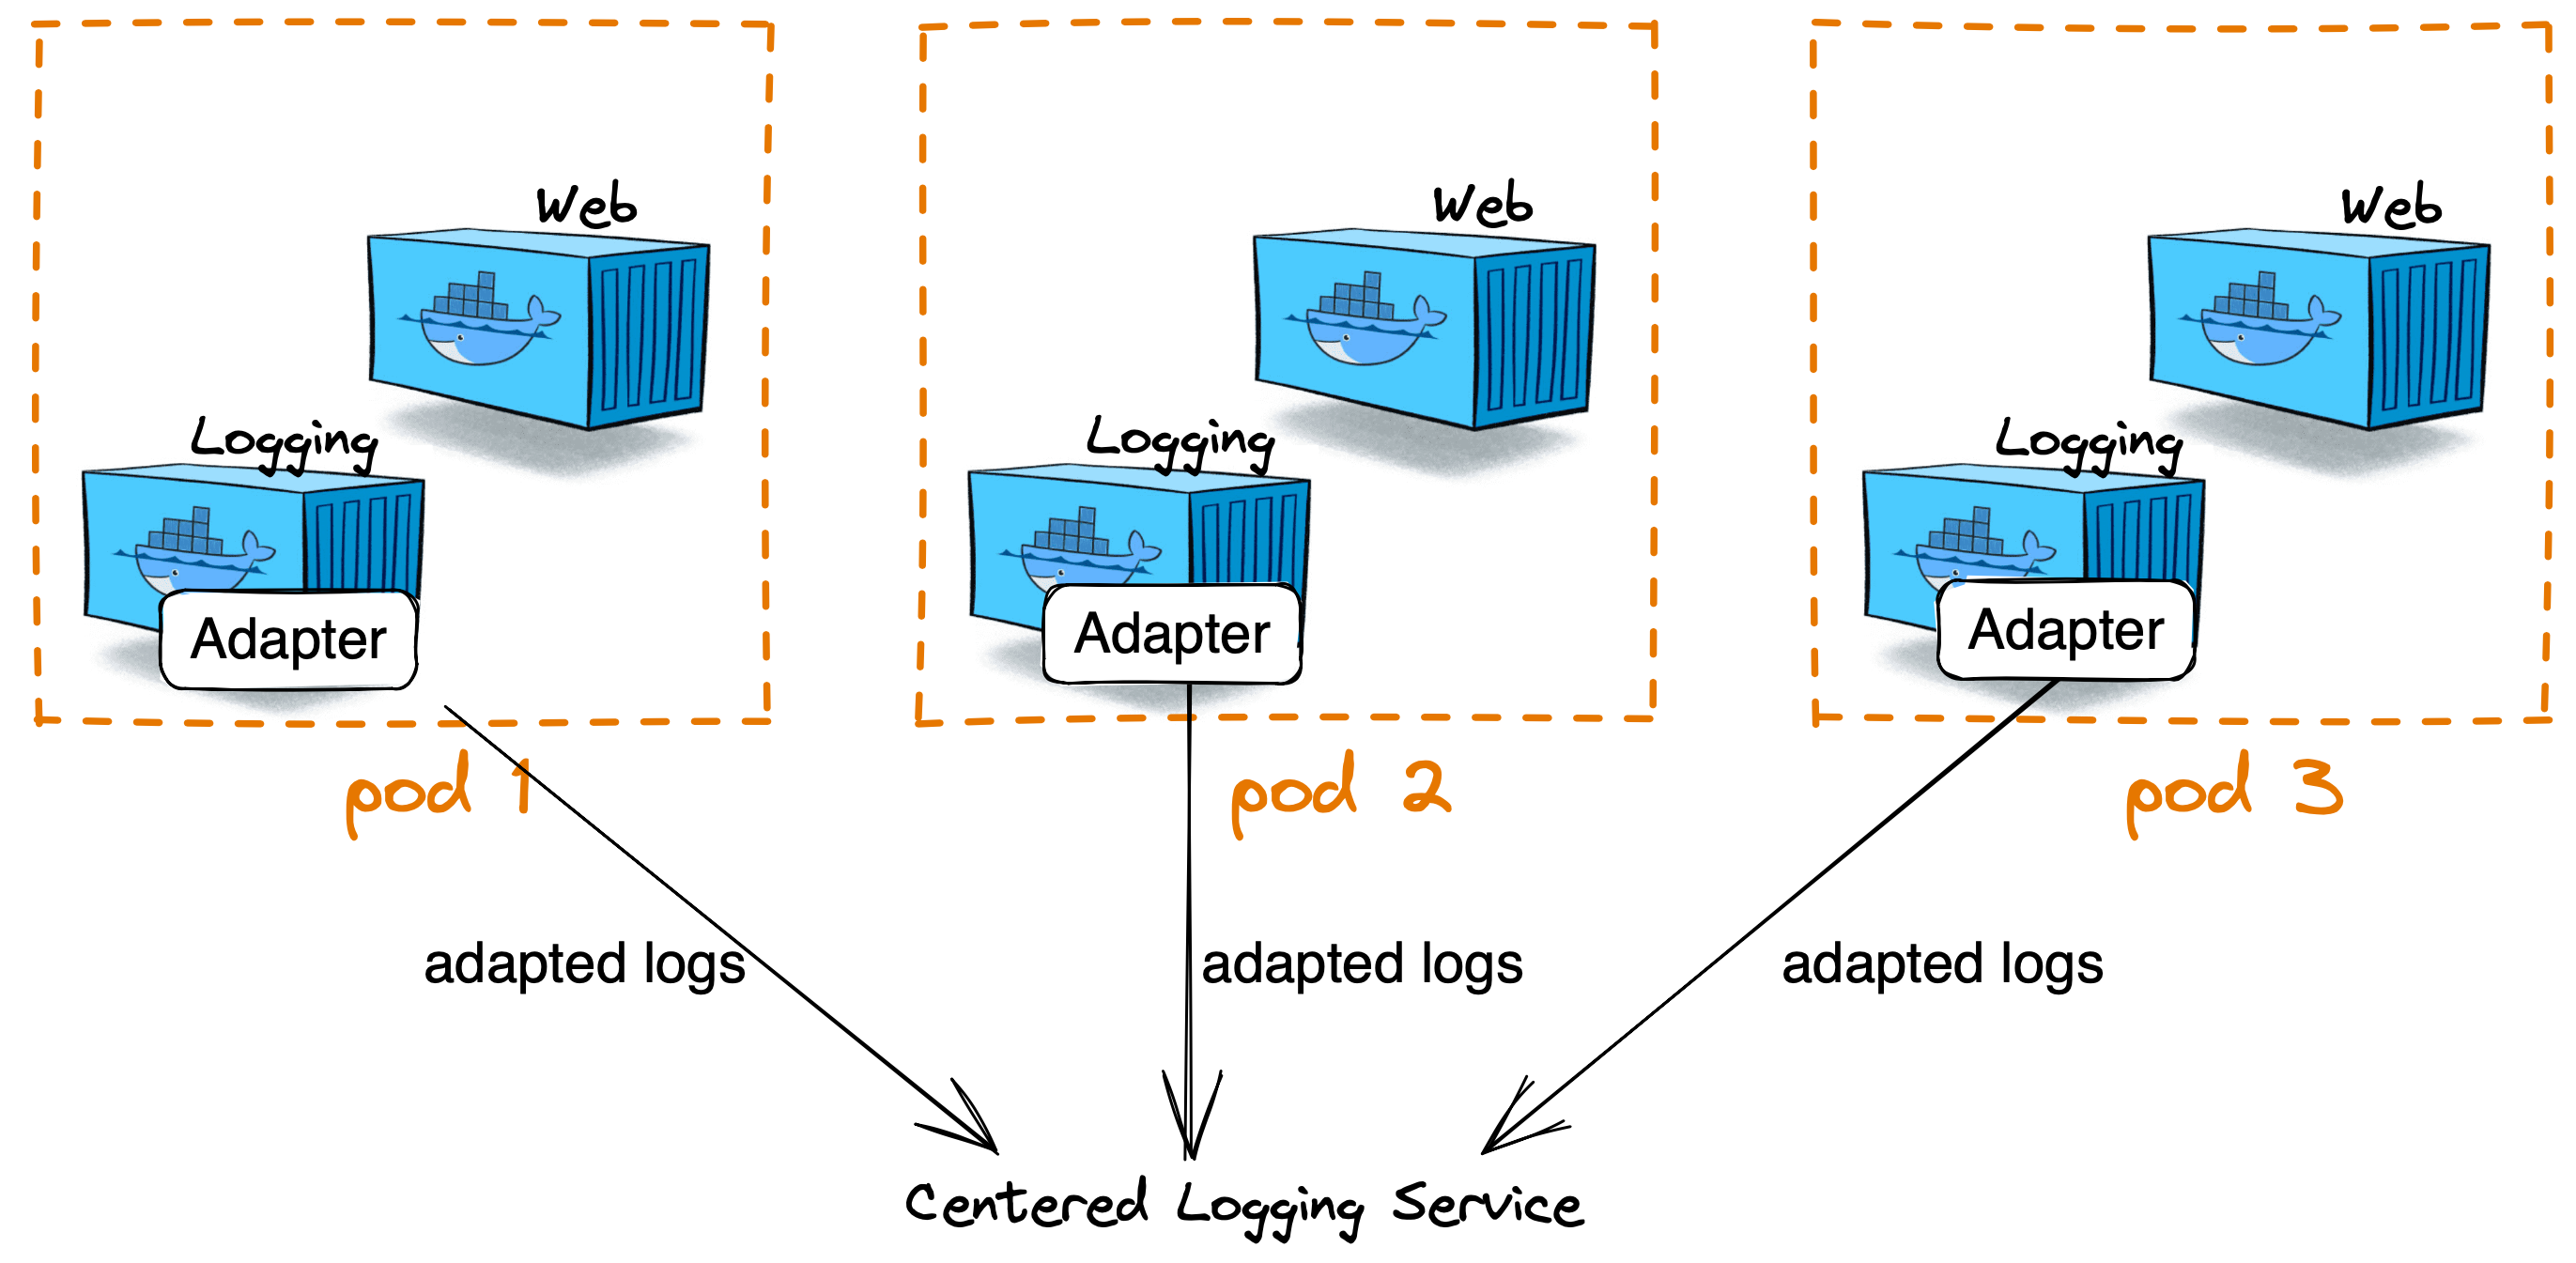 Web
Logging
Adapter
pod 1
Web
Logging
Adapter
pod 2
Web
Logging
Adapter
pod 3
adapted logs
adapted logs
adapted logs
Centered Logging Service